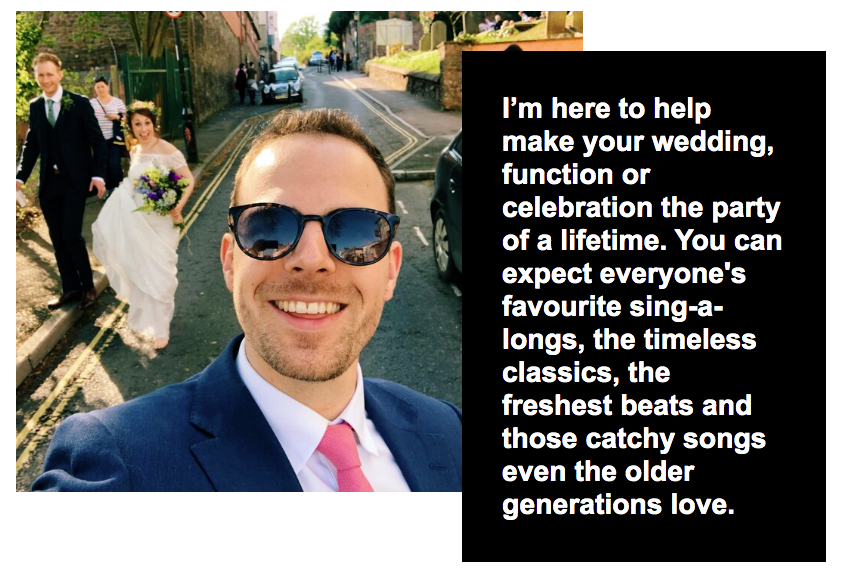 I’m here to help
make your wedding,
function or
celebration the party
of a lifetime. You can
expect everyone's
favourite sing-a-
longs, the timeless
classics, the
freshest beats and
those catchy songs
even the older
generations love.